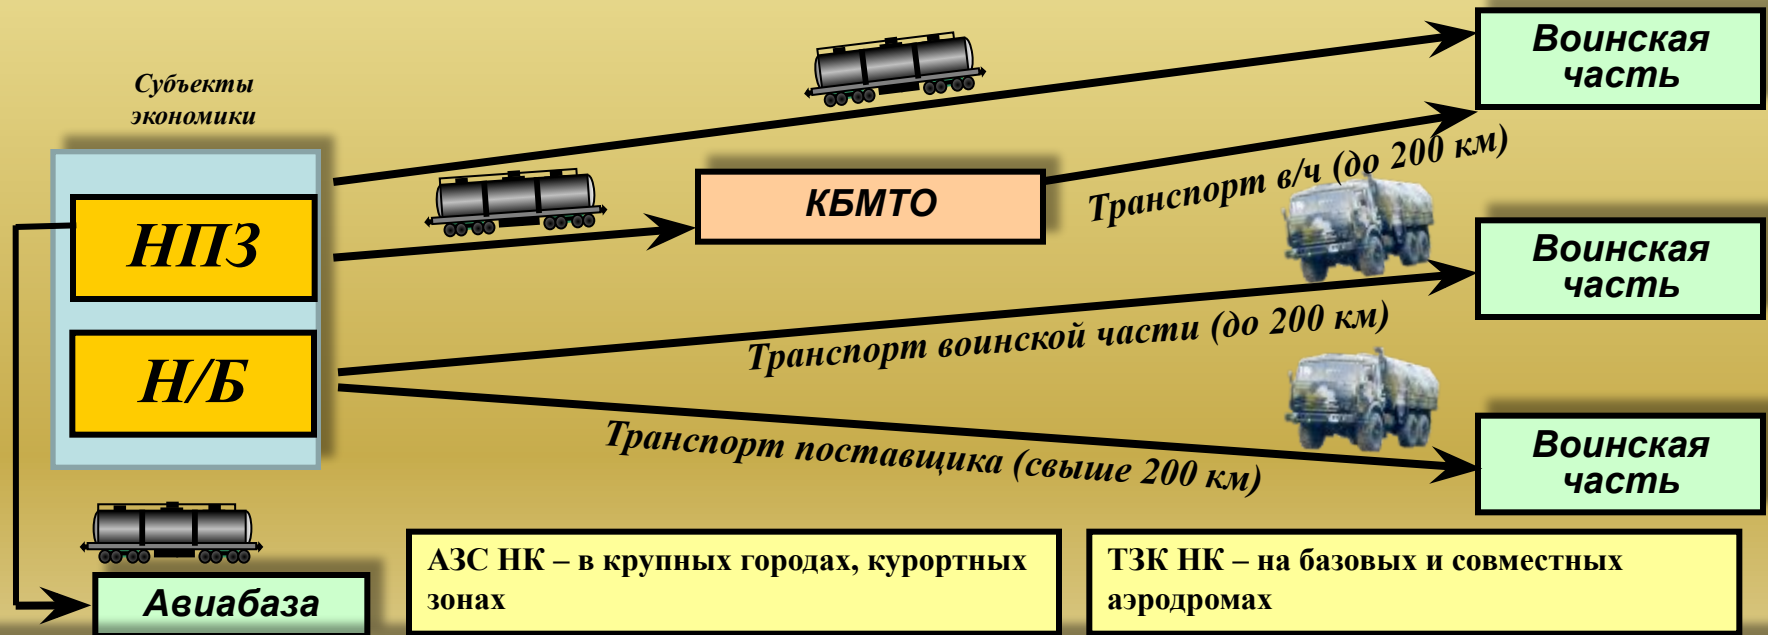 Субъекты
экономики
НПЗ
Н/Б
КБМТО
Воинская
часть
Транспорт в/ч (до 200 км)
Воинская
часть
Транспорт воинской части (до 200 км)
Транспорт поставщика (свыше 200 км)
Воинская
часть
Авиабаза
АЗС НК – в крупных городах, курортных
зонах
ТЗК НК – на базовых и совместных
аэродромах